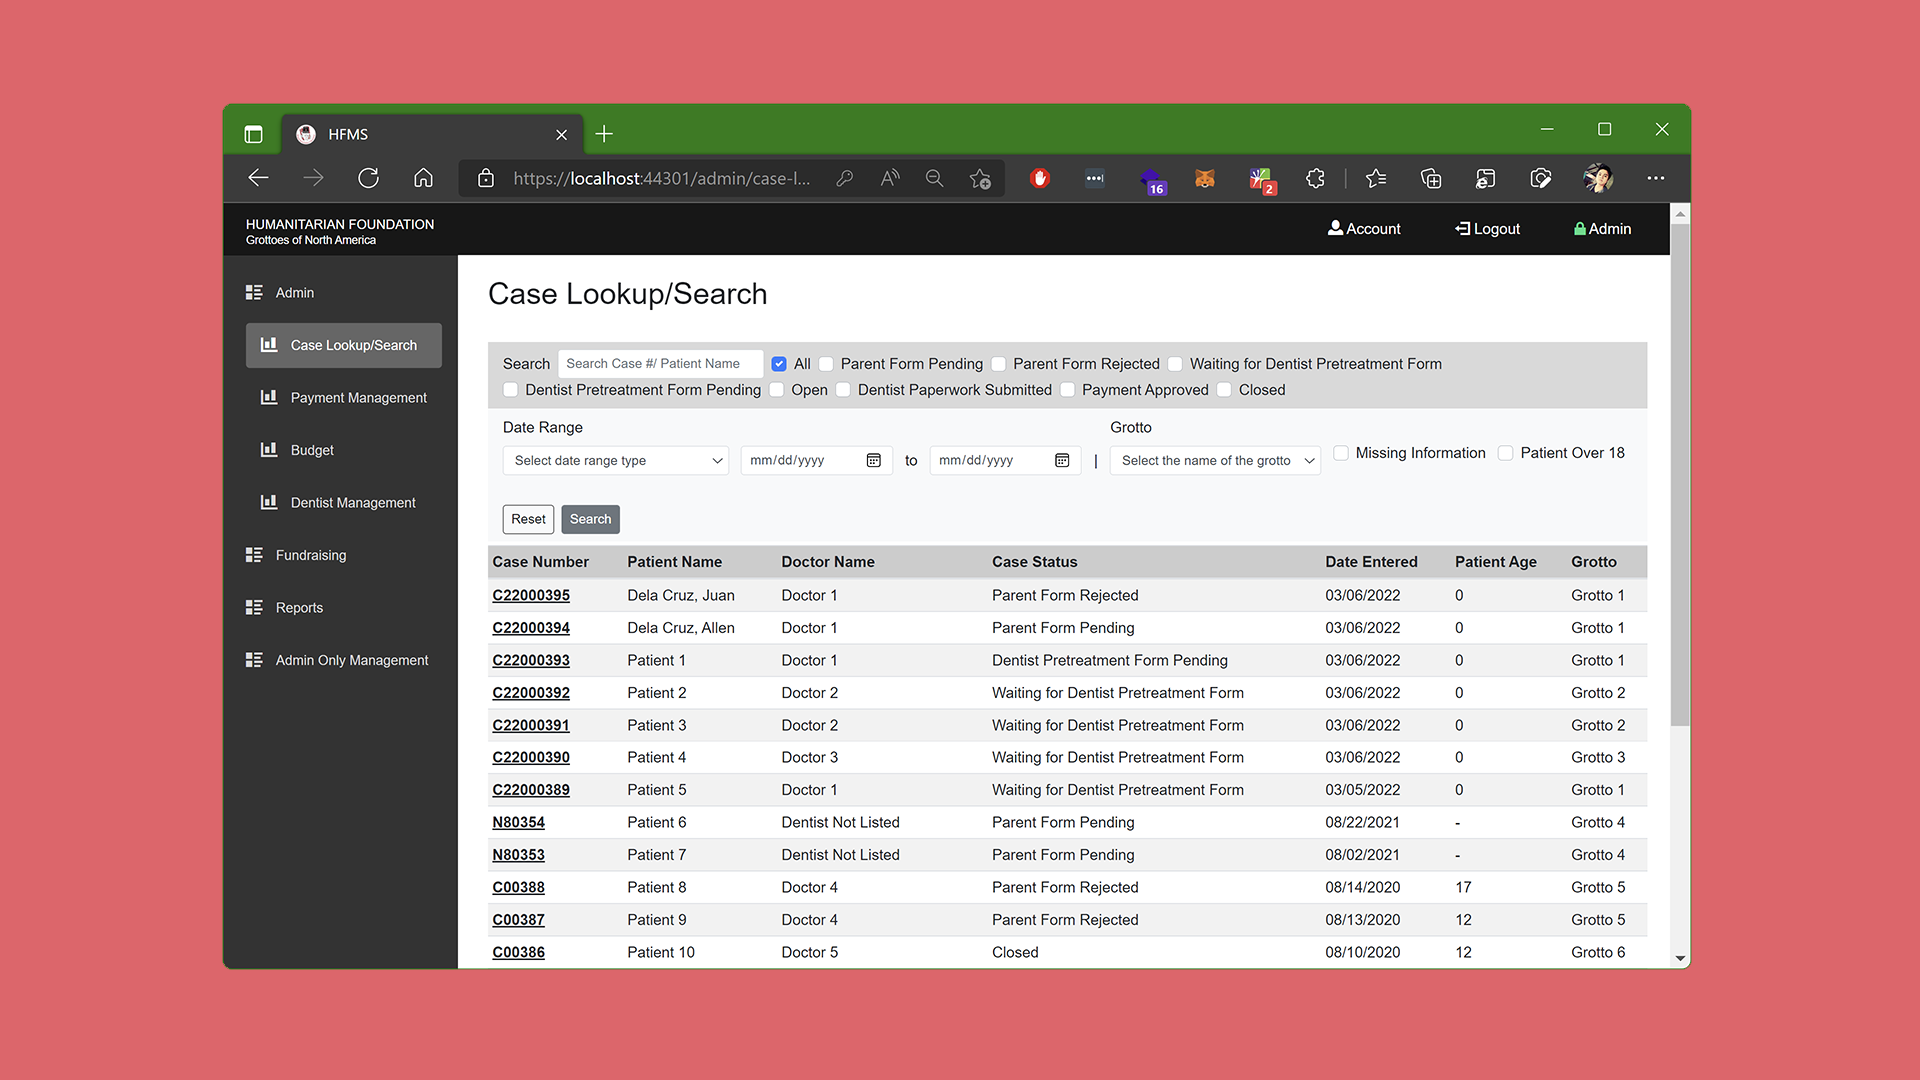 HFMS
https://localhost:44301/admin/case-l...
16
2
HUMANITARIAN FOUNDATION
Grottoes of North America
Account
Logout
Admin
Admin
Case Lookup/Search
Payment Management
Budget
Dentist Management
Fundraising
Reports
Admin Only Management
Case Lookup/Search
Search Search Case #/ Patient Name All Parent Form Pending Parent Form Rejected Waiting for Dentist Pretreatment Form
Dentist Pretreatment Form Pending Open Dentist Paperwork Submitted Payment Approved Closed
Date Range Grotto
Select date range type mm/dd/yyyy to mm/dd/yyyy | Select the name of the grotto Missing Information Patient Over 18
Reset Search
Case Number Patient Name Doctor Name Case Status Date Entered Patient Age Grotto
C22000395 Dela Cruz, Juan Doctor 1 Parent Form Rejected 03/06/2022 0 Grotto 1
C22000394 Dela Cruz, Allen Doctor 1 Parent Form Pending 03/06/2022 0 Grotto 1
C22000393 Patient 1 Doctor 1 Dentist Pretreatment Form Pending 03/06/2022 0 Grotto 1
C22000392 Patient 2 Doctor 2 Waiting for Dentist Pretreatment Form 03/06/2022 0 Grotto 2
C22000391 Patient 3 Doctor 2 Waiting for Dentist Pretreatment Form 03/06/2022 0 Grotto 2
C22000390 Patient 4 Doctor 3 Waiting for Dentist Pretreatment Form 03/06/2022 0 Grotto 3
C22000389 Patient 5 Doctor 1 Waiting for Dentist Pretreatment Form 03/05/2022 0 Grotto 1
N80354 Patient 6 Dentist Not Listed Parent Form Pending 08/22/2021 - Grotto 4
N80353 Patient 7 Dentist Not Listed Parent Form Pending 08/02/2021 - Grotto 4
C00388 Patient 8 Doctor 4 Parent Form Rejected 08/14/2020 17 Grotto 5
C00387 Patient 9 Doctor 4 Parent Form Rejected 08/13/2020 12 Grotto 5
C00386 Patient 10 Doctor 5 Closed 08/10/2020 12 Grotto 6